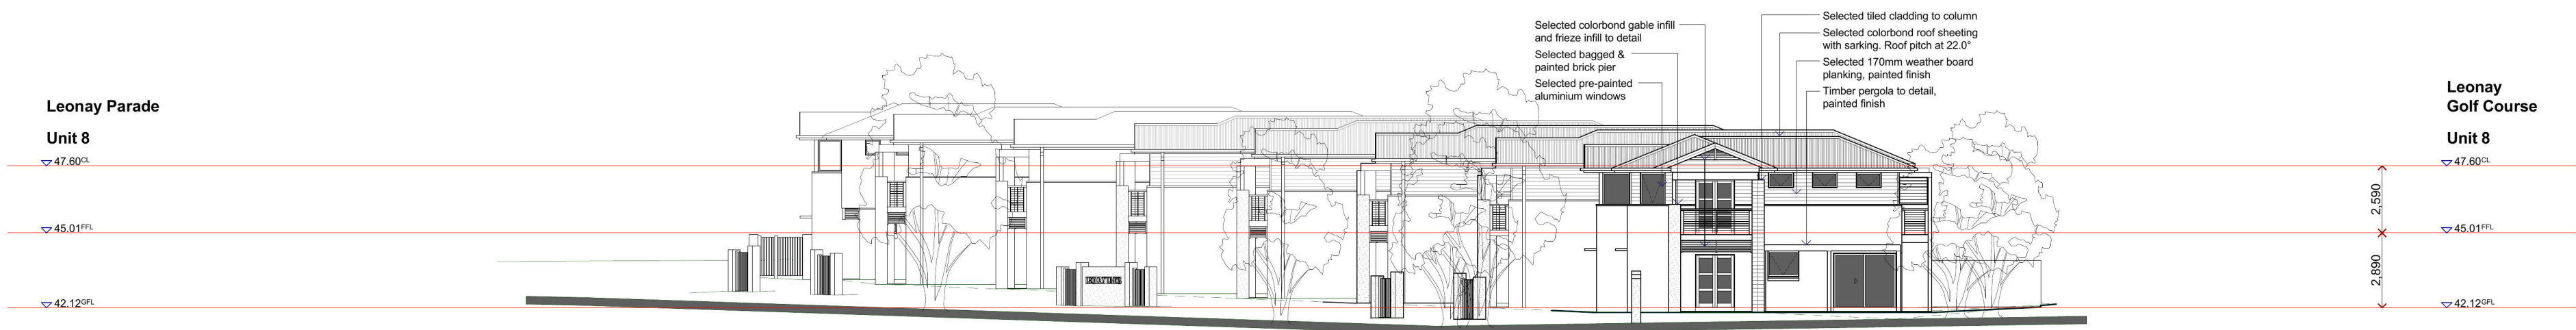 Leonay Parade
Unit 8
47.60CL
45.01FFL
42.12GFL
Selected colorbond gable infill
and frieze infill to detail
Selected bagged &
painted brick pier
Selected pre-painted
aluminium windows
Selected tiled cladding to column
Selected colorbond roof sheeting
with sarking. Roof pitch at 22.0°
Selected 170mm weather board
planking, painted finish
Timber pergola to detail,
painted finish
Leonay
Golf Course
Unit 8
47.60CL
2,590
45.01FFL
2,890
42.12GFL